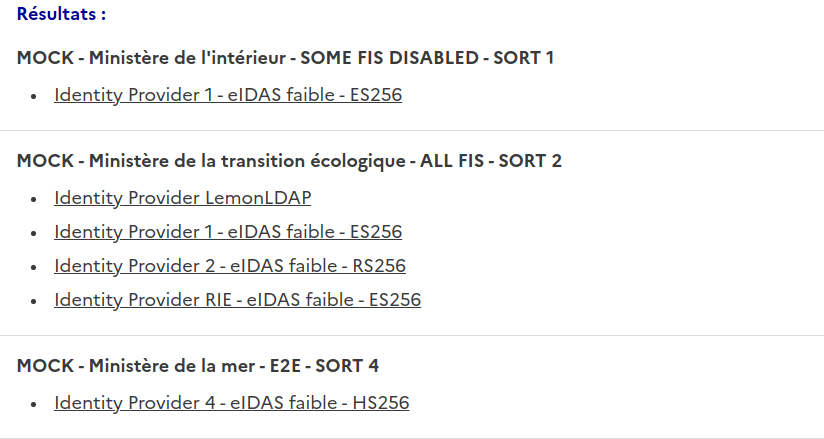 Résultats :
MOCK - Ministère de l'intérieur - SOME FIS DISABLED - SORT 1
Identity Provider 1 - eIDAS faible - ES256
MOCK - Ministère de la transition écologique - ALL FIS - SORT 2
Identity Provider LemonLDAP
Identity Provider 1 - eIDAS faible - ES256
Identity Provider 2 - eIDAS faible - RS256
Identity Provider RIE - eIDAS faible - ES256
MOCK - Ministère de la mer - E2E - SORT 4
Identity Provider 4 - eIDAS faible - HS256